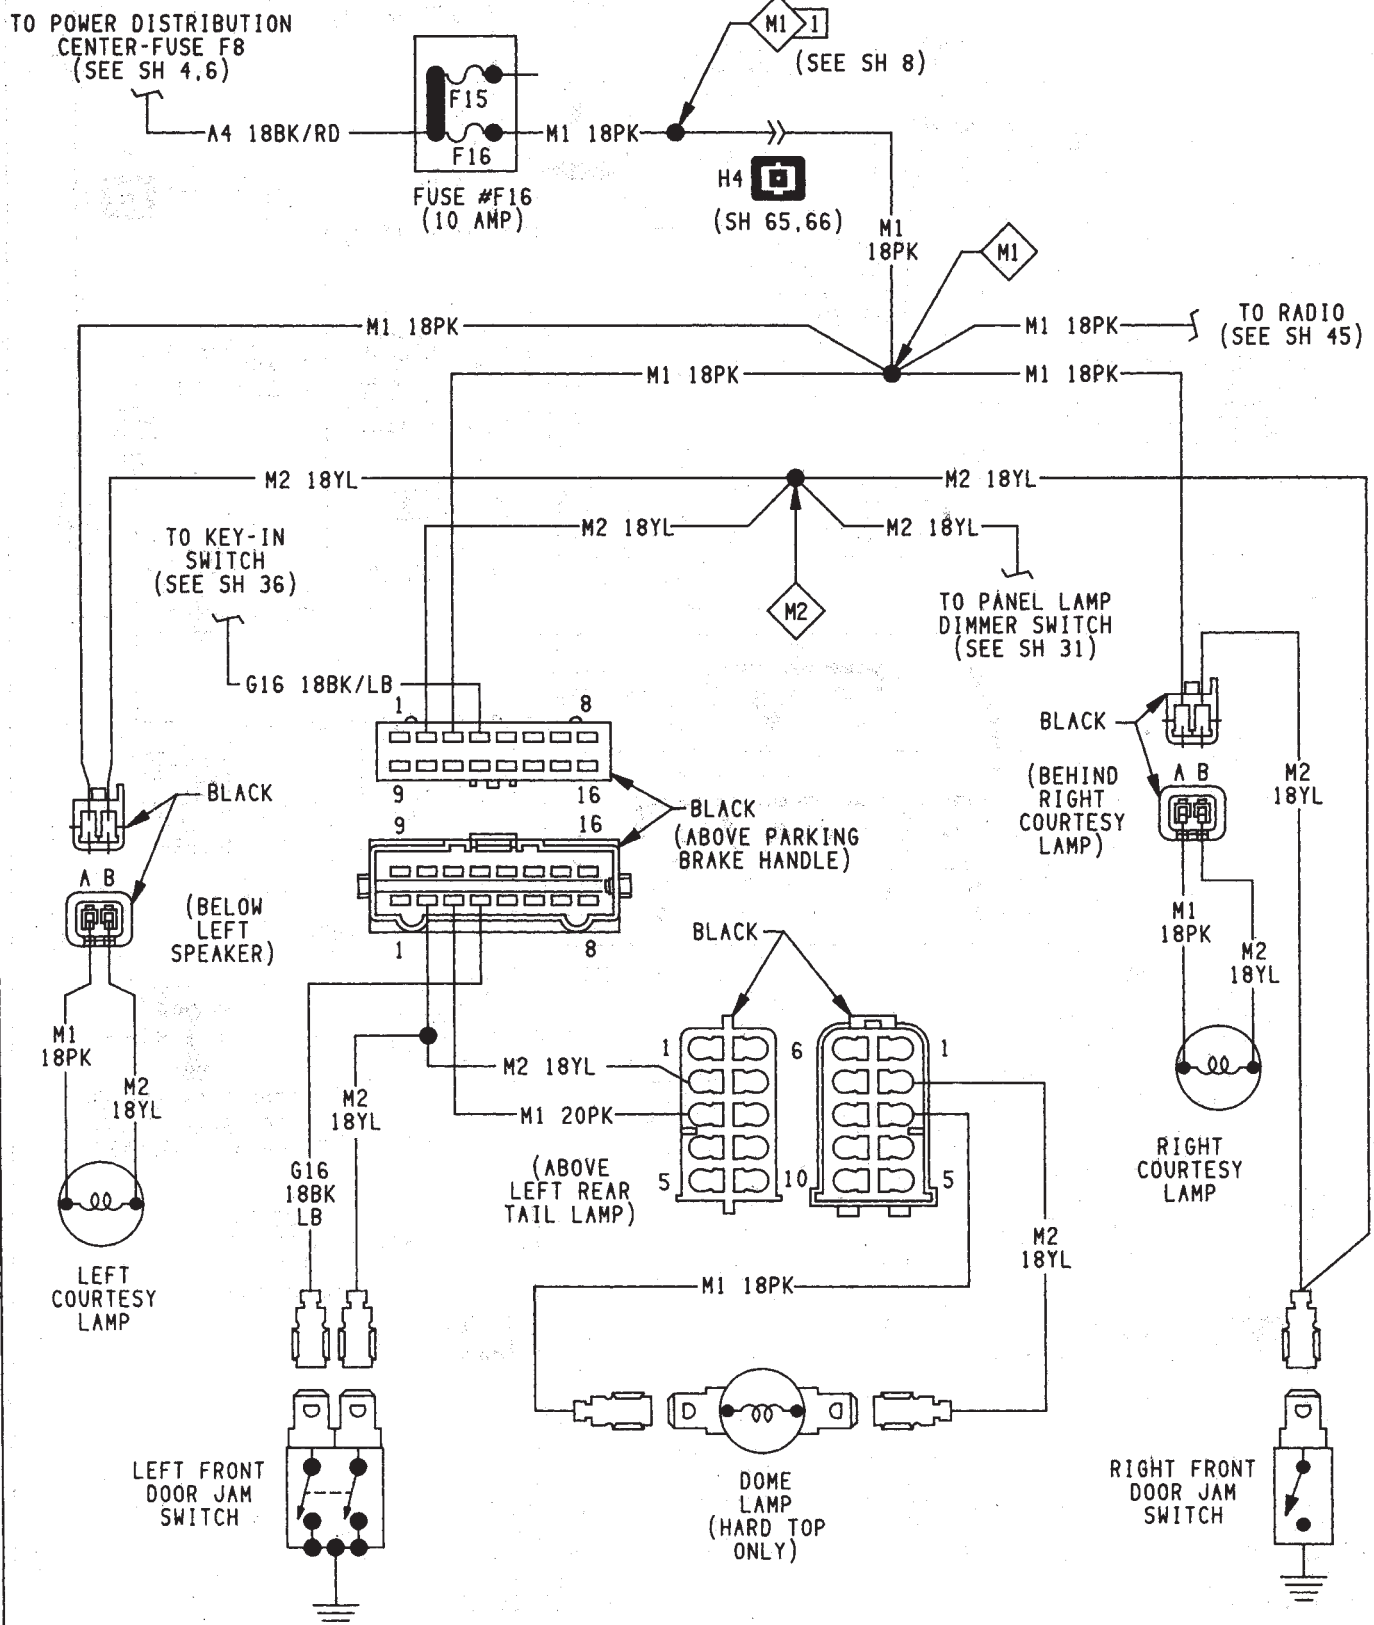 TO POWER DISTRIBUTION
CENTER-FUSE F8
(SEE SH 4,6)
M1 1
(SEE SH 8)
F15
A4 18BK/RD
M1 18PK
F16
H4
FUSE #F16
(10 AMP)
(SH 65,66)
M1
18PK
M1
M1 18PK
M1 18PK
TO RADIO
(SEE SH 45)
M1 18PK
M1 18PK
M2 18YL
M2 18YL
M2 18YL
M2 18YL
TO KEY-IN
SWITCH
(SEE SH 36)
M2
TO PANEL LAMP
DIMMER SWITCH
(SEE SH 31)
G16 18BK/LB
1 8
9 16
9 16
1 8
BLACK
(ABOVE PARKING
BRAKE HANDLE)
BLACK
A B
(BELOW
LEFT
SPEAKER)
BLACK
(BEHIND
RIGHT
COURTESY
LAMP)
A B
M2
18YL
M1
18PK
M2
18YL
BLACK
M1
18PK
M2
18YL
M2
18YL
M2 18YL
M1 20PK
1 6 1
5 10 5
(ABOVE
LEFT REAR
TAIL LAMP)
G16
18BK
LB
RIGHT
COURTESY
LAMP
M2
18YL
M1 18PK
LEFT
COURTESY
LAMP
LEFT FRONT
DOOR JAM
SWITCH
DOME
LAMP
(HARD TOP
ONLY)
RIGHT FRONT
DOOR JAM
SWITCH